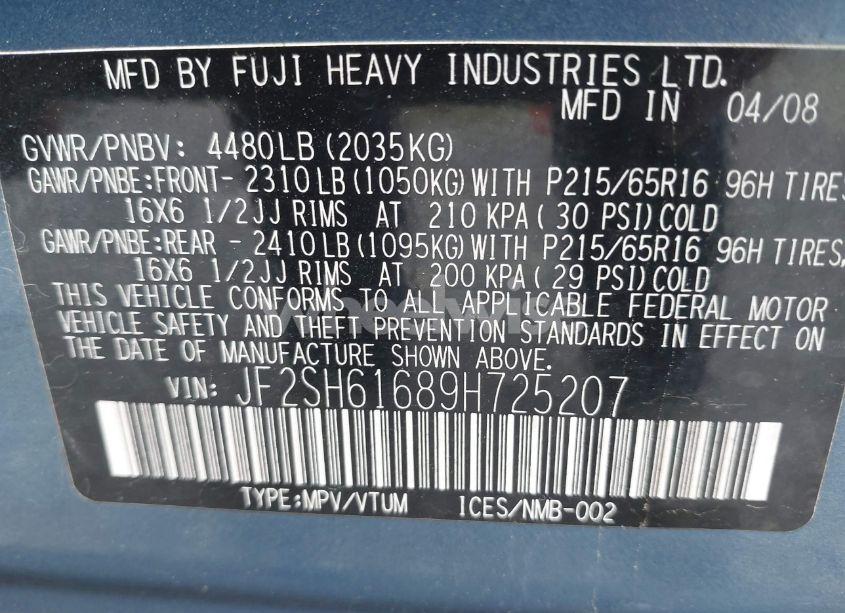 MFD BY FUJI HEAVY INDUSTRIES LTD.
MFD IN 04/08
GVWR/PNBV: 4480LB (2035KG)
GAWR/PNBE:FRONT- 2310LB (1050KG) WITH P215/65R16 96H TIRES
16X6 1/2JJ RIMS AT 210 KPA ( 30 PSI) COLD
GAWR/PNBE:REAR - 2410LB (1095KG) WITH P215/65R16 96H TIRES,
16X6 1/2JJ RIMS AT 200 KPA ( 29 PSI) COLD
THIS VEHICLE CONFORMS TO ALL APPLICABLE FEDERAL MOTOR
VEHICLE SAFETY AND THEFT PREVENTION STANDARDS IN EFFECT ON
THE DATE OF MANUFACTURE SHOWN ABOVE.
VIN: JF2SH61689H725207
TYPE:MPV/VTUM ICES/NMB-002